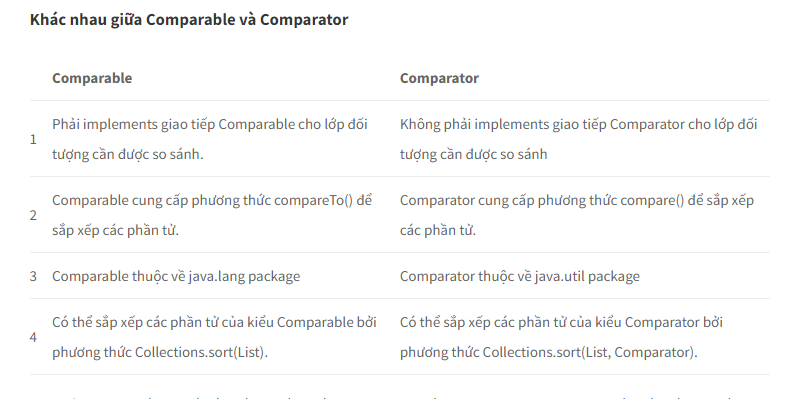 Khác nhau giữa Comparable và Comparator
Comparable Comparator
Phải implements giao tiếp Comparable cho lớp đối Không phải implements giao tiếp Comparator cho lớp đối
1
tượng cần được so sánh. tượng cần được so sánh
Comparable cung cấp phương thức compareTo() để Comparator cung cấp phương thức compare() để sắp xếp
2
sắp xếp các phần tử. các phần tử.
3 Comparable thuộc về java.lang package Comparator thuộc về java.util package
Có thể sắp xếp các phần tử của kiểu Comparable bởi Có thể sắp xếp các phần tử của kiểu Comparator bởi
4
phương thức Collections.sort(List). phương thức Collections.sort(List, Comparator).